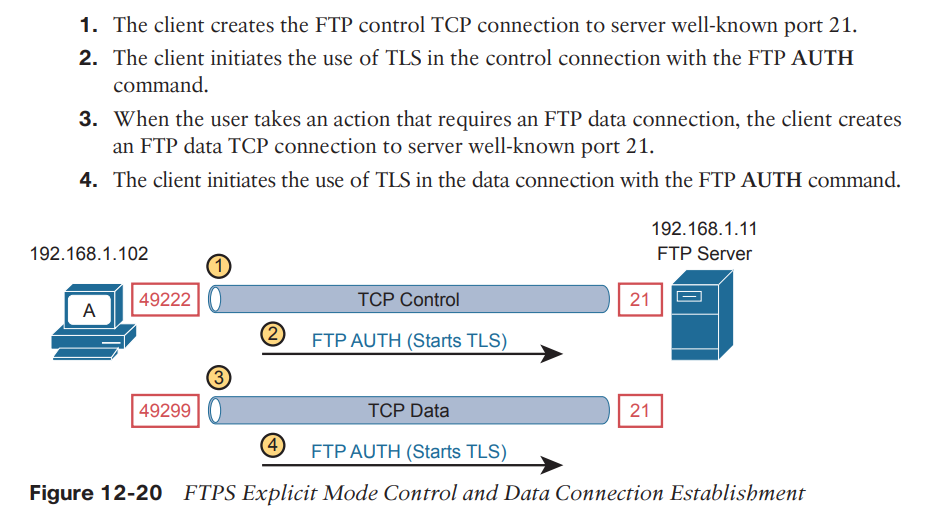 1. The client creates the FTP control TCP connection to server well-known port 21.
2. The client initiates the use of TLS in the control connection with the FTP AUTH
command.
3. When the user takes an action that requires an FTP data connection, the client creates
an FTP data TCP connection to server well-known port 21.
4. The client initiates the use of TLS in the data connection with the FTP AUTH command.
192.168.1.11
192.168.1.102
FTP Server
1
A
49222
TCP Control
21
2
FTP AUTH (Starts TLS)
3
49299
TCP Data
21
4
FTP AUTH (Starts TLS)
Figure 12-20 FTPS Explicit Mode Control and Data Connection Establishment